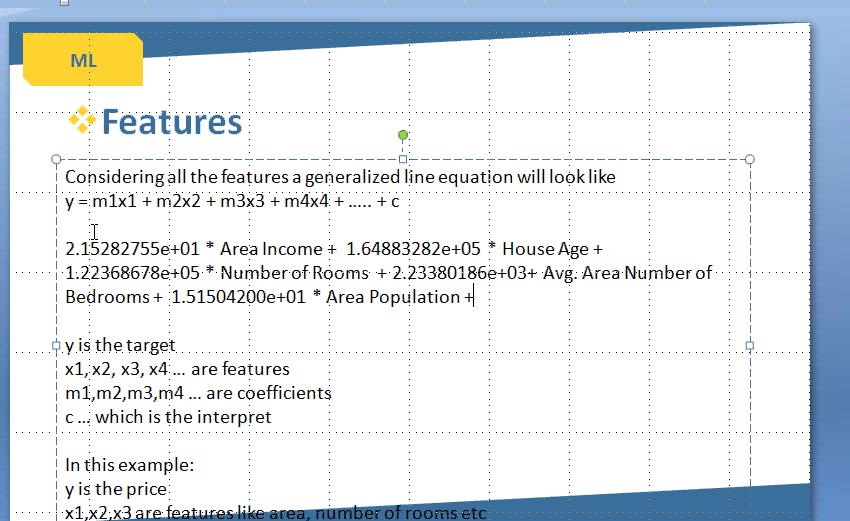 ML
Features
Considering all the features a generalized line equation will look like
y = m1x1 + m2x2 + m3x3 + m4x4 + ..... + c
2.15282755e+01 * Area Income + 1.64883282e+05 * House Age +
1.22368678e+05 * Number of Rooms + 2.23380186e+03+ Avg. Area Number of
Bedrooms + 1.51504200e+01 * Area Population +
y is the target
x1, x2, x3, x4 ... are features
m1,m2,m3,m4 ... are coefficients
c ... which is the interpret
In this example:
y is the price
x1,x2,x3 are features like area, number of rooms etc